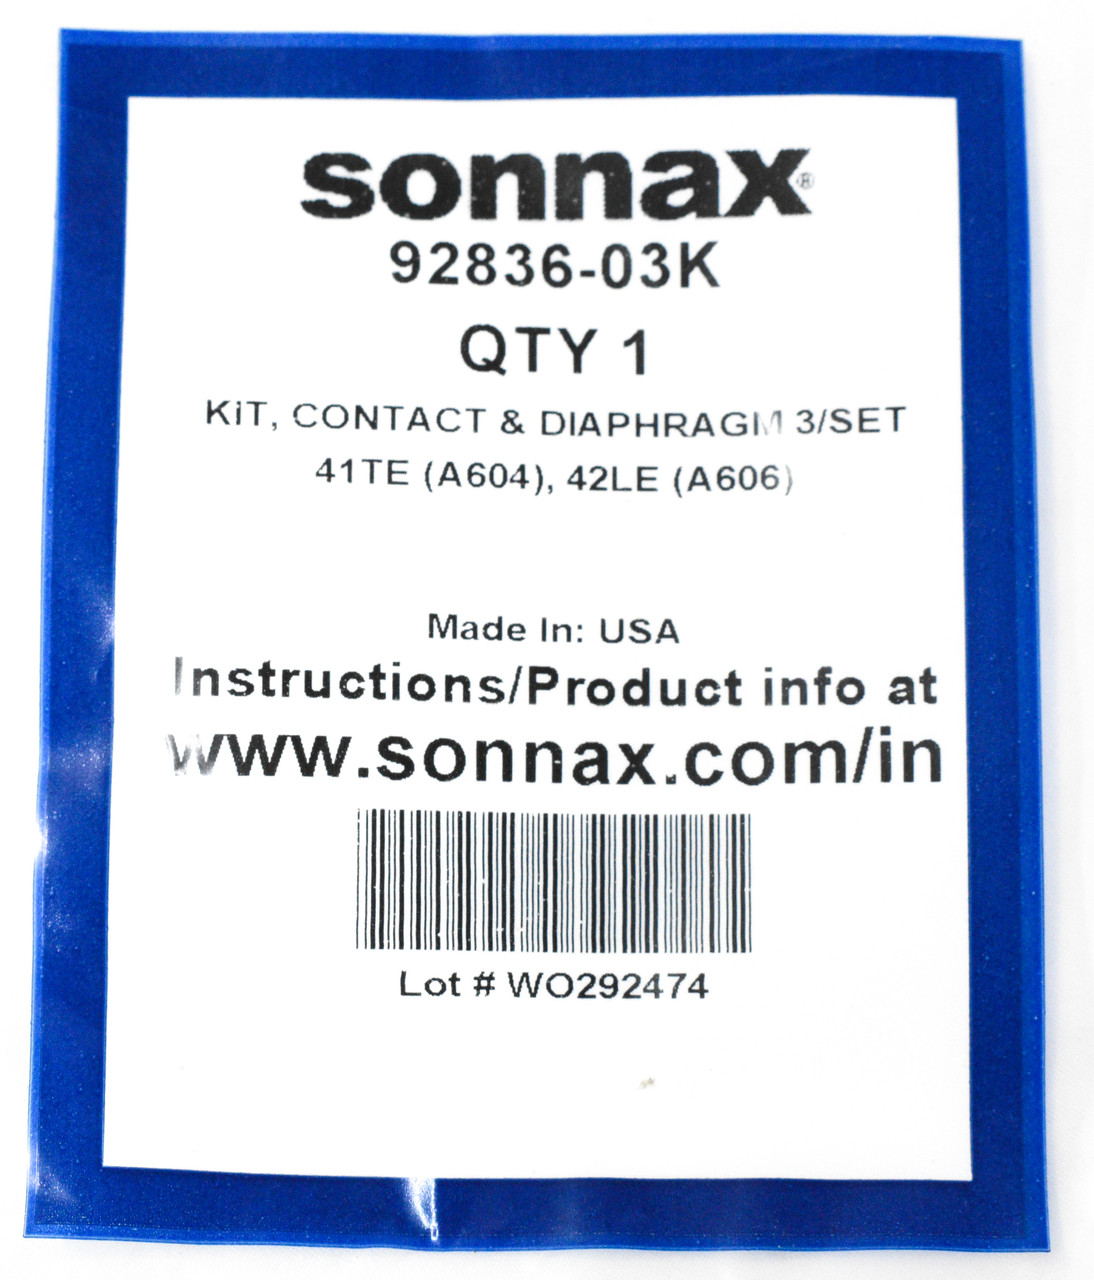 sonnax®
92836-03K
QTY 1
KiT, CONTACT & DIAPHRAGM 3/SET
41TE (A604), 42LE (A606)
Made In: USA
Instructions/Product info at
www.sonnax.com/in
Lot # WO292474